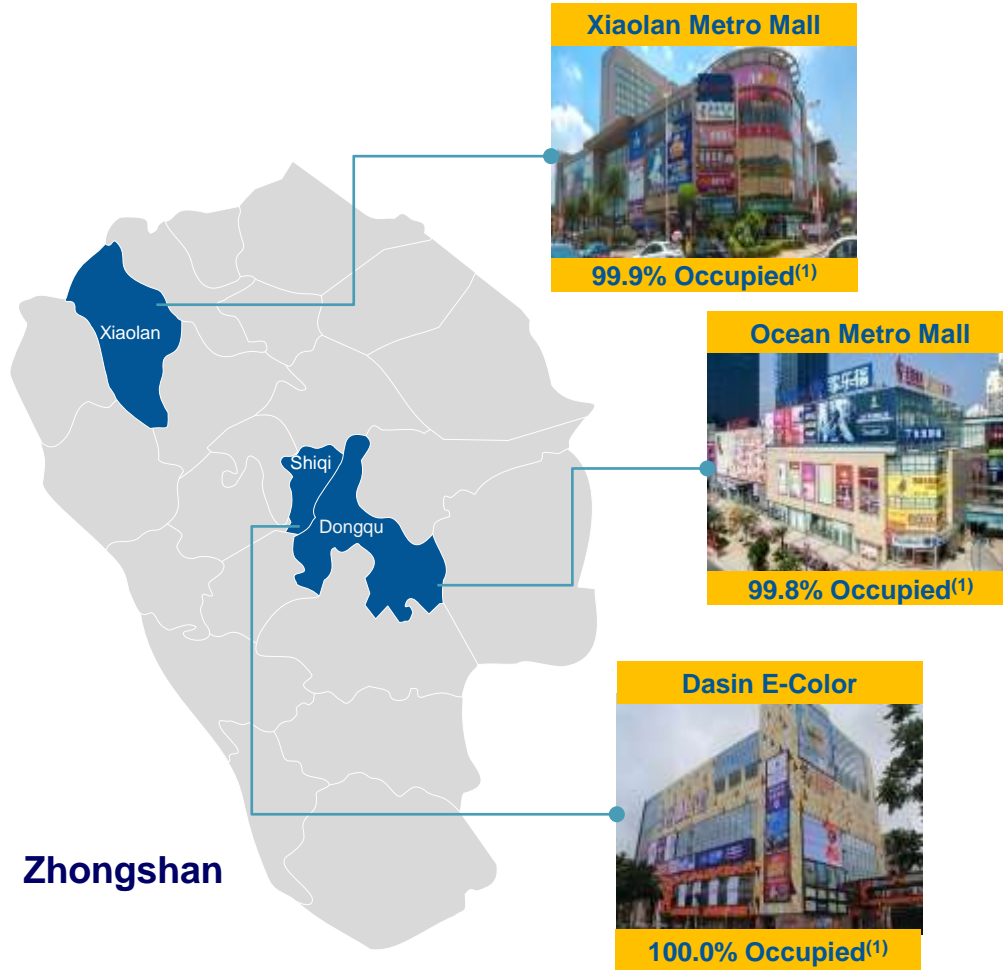 Xiaolan Metro Mall
99.9% Occupied(1)
Xiaolan
Ocean Metro Mall
Shiqi
Dongqu
99.8% Occupied(1)
Dasin E-Color
Zhongshan
100.0% Occupied(1)